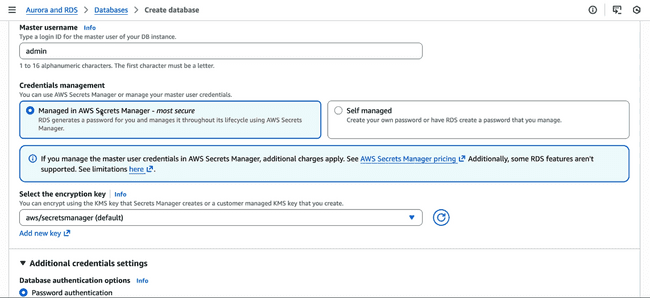 Aurora and RDS > Databases > Create database
Master username Info
Type a login ID for the master user of your DB instance.
admin
1 to 16 alphanumeric characters. The first character must be a letter.
Credentials management
You can use AWS Secrets Manager or manage your master user credentials.
Managed in AWS Secrets Manager - most secure
RDS generates a password for you and manages it throughout its lifecycle using AWS Secrets
Manager.
Self managed
Create your own password or have RDS create a password that you manage.
If you manage the master user credentials in AWS Secrets Manager, additional charges apply. See AWS Secrets Manager pricing Additionally, some RDS features aren't
supported. See limitations here .
Select the encryption key Info
You can encrypt using the KMS key that Secrets Manager creates or a customer managed KMS key that you create.
aws/secretsmanager (default)
Add new key
Additional credentials settings
Database authentication options Info
Password authentication